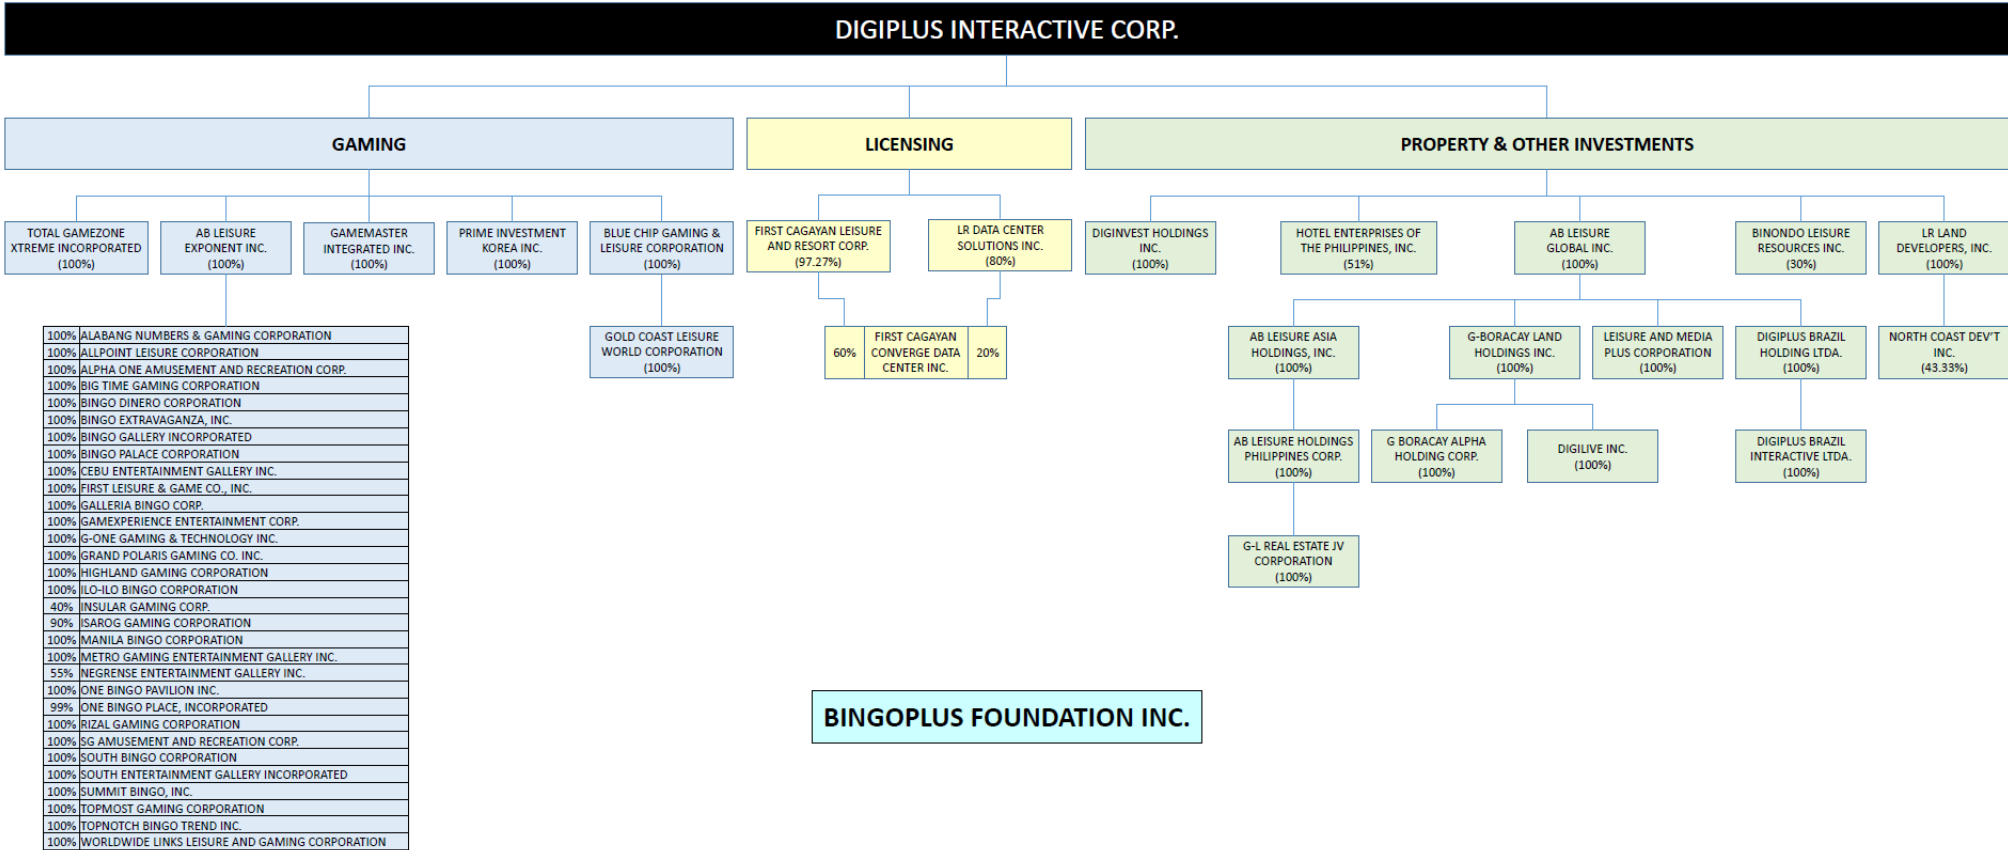 DIGIPLUS INTERACTIVE CORP.
GAMING
LICENSING
PROPERTY & OTHER INVESTMENTS
TOTAL GAMEZONE
XTREME INCORPORATED
(100%)
AB LEISURE
EXPONENT INC.
(100%)
GAMEMASTER
INTEGRATED INC.
(100%)
PRIME INVESTMENT
KOREA INC.
(100%)
BLUE CHIP GAMING &
LEISURE CORPORATION
(100%)
FIRST CAGAYAN LEISURE
AND RESORT CORP.
(97.27%)
LR DATA CENTER
SOLUTIONS INC.
(80%)
DIGINVEST HOLDINGS
INC.
(100%)
HOTEL ENTERPRISES OF
THE PHILIPPINES, INC.
(51%)
AB LEISURE
GLOBAL INC.
(100%)
BINONDO LEISURE
RESOURCES INC.
(30%)
LR LAND
DEVELOPERS, INC.
(100%)
100% ALABANG NUMBERS & GAMING CORPORATION
100% ALLPOINT LEISURE CORPORATION
100% ALPHA ONE AMUSEMENT AND RECREATION CORP.
100% BIG TIME GAMING CORPORATION
100% BINGO DINERO CORPORATION
100% BINGO EXTRAVAGANZA, INC.
100% BINGO GALLERY INCORPORATED
100% BINGO PALACE CORPORATION
100% CEBU ENTERTAINMENT GALLERY INC.
100% FIRST LEISURE & GAME CO., INC.
100% GALLERIA BINGO CORP.
100% GAMEXPERIENCE ENTERTAINMENT CORP.
100% G-ONE GAMING & TECHNOLOGY INC.
100% GRAND POLARIS GAMING CO. INC.
100% HIGHLAND GAMING CORPORATION
100% ILO-ILO BINGO CORPORATION
40% INSULAR GAMING CORP.
90% ISAROG GAMING CORPORATION
100% MANILA BINGO CORPORATION
100% METRO GAMING ENTERTAINMENT GALLERY INC.
55% NEGRENSE ENTERTAINMENT GALLERY INC.
100% ONE BINGO PAVILION INC.
99% ONE BINGO PLACE, INCORPORATED
100% RIZAL GAMING CORPORATION
100% SG AMUSEMENT AND RECREATION CORP.
100% SOUTH BINGO CORPORATION
100% SOUTH ENTERTAINMENT GALLERY INCORPORATED
100% SUMMIT BINGO, INC.
100% TOPMOST GAMING CORPORATION
100% TOPNOTCH BINGO TREND INC.
100% WORLDWIDE LINKS LEISURE AND GAMING CORPORATION
GOLD COAST LEISURE
WORLD CORPORATION
(100%)
60%
FIRST CAGAYAN
CONVERGE DATA
CENTER INC.
20%
AB LEISURE ASIA
HOLDINGS, INC.
(100%)
G-BORACAY LAND
HOLDINGS INC.
(100%)
LEISURE AND MEDIA
PLUS CORPORATION
(100%)
DIGIPLUS BRAZIL
HOLDING LTDA.
(100%)
NORTH COAST DEV'T
INC.
(43.33%)
AB LEISURE HOLDINGS
PHILIPPINES CORP.
(100%)
G BORACAY ALPHA
HOLDING CORP.
(100%)
DIGILIVE INC.
(100%)
DIGIPLUS BRAZIL
INTERACTIVE LTDA.
(100%)
G-L REAL ESTATE JV
CORPORATION
(100%)
BINGOPLUS FOUNDATION INC.